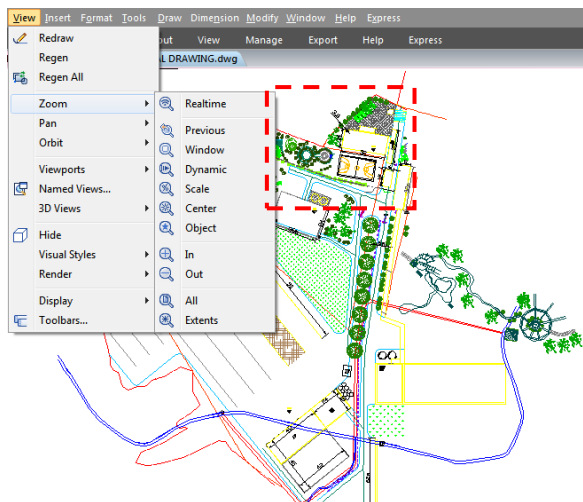 View Insert Format Tools Draw Dimension Modify Window Help Express
out View Manage Export Help Express
AL DRAWING.dwg
Redraw
Regen
Regen All
Zoom
Pan
Orbit
Viewports
Named Views...
3D Views
Hide
Visual Styles
Render
Display
Toolbars...
Realtime
Previous
Window
Dynamic
Scale
Center
Object
In
Out
All
Extents